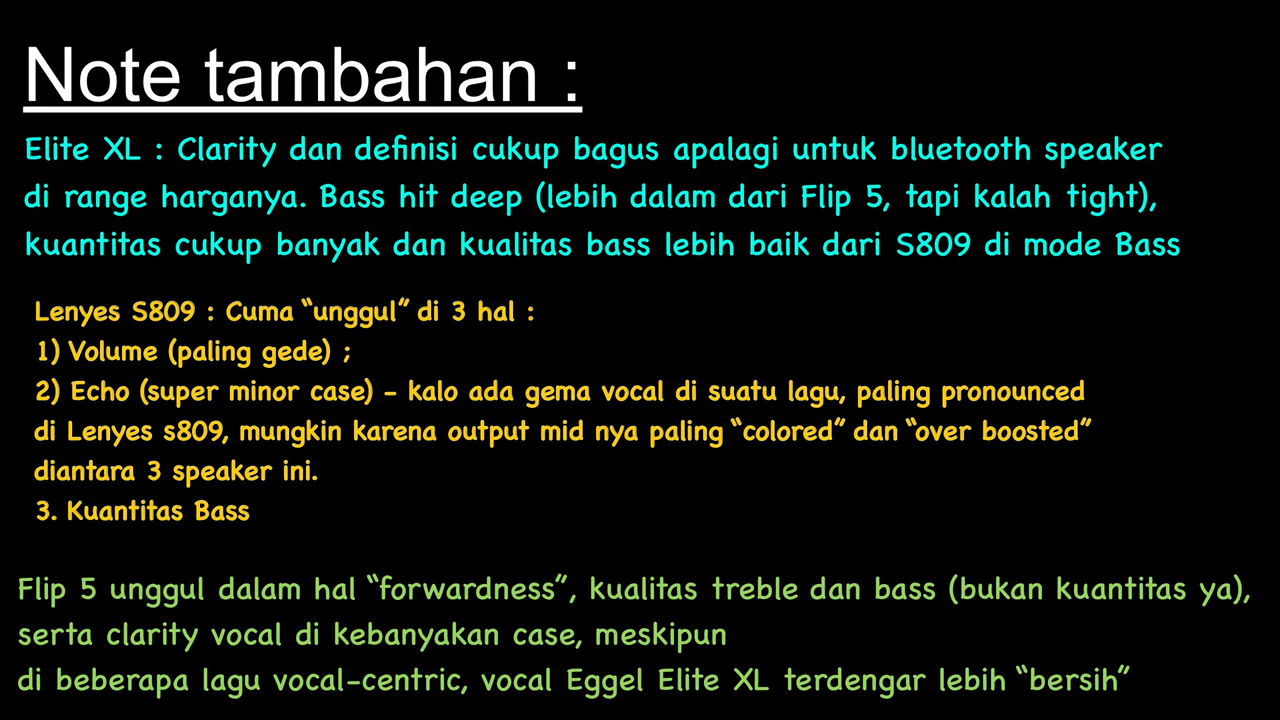 Note tambahan :
Elite XL : Clarity dan definisi cukup bagus apalagi untuk bluetooth speaker
di range harganya. Bass hit deep (lebih dalam dari Flip 5, tapi kalah tight),
kuantitas cukup banyak dan kualitas bass lebih baik dari S809 di mode Bass
Lenyes S809 : Cuma “unggul” di 3 hal :
1) Volume (paling gede) ;
2) Echo (super minor case) - kalo ada gema vocal di suatu lagu, paling pronounced
di Lenyes s809, mungkin karena output mid nya paling “colored” dan “over boosted”
diantara 3 speaker ini.
3. Kuantitas Bass
Flip 5 unggul dalam hal “forwardness”, kualitas treble dan bass (bukan kuantitas ya),
serta clarity vocal di kebanyakan case, meskipun
di beberapa lagu vocal-centric, vocal Eggel Elite XL terdengar lebih “bersih”